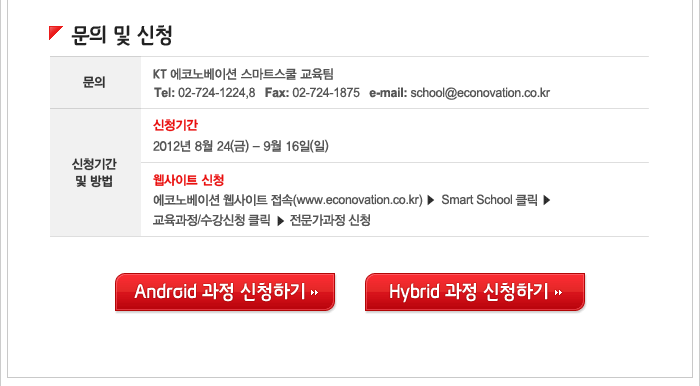 문의 및 신청
문의
KT 에코노베이션 스마트스쿨 교육팀
Tel: 02-724-1224,8 Fax: 02-724-1875 e-mail: school@econovation.co.kr
신청기간
및 방법
신청기간
2012년 8월 24(금) – 9월 16일(일)
웹사이트 신청
에코노베이션 웹사이트 접속(www.econovation.co.kr) ▶ Smart School 클릭 ▶
교육과정/수강신청 클릭 ▶ 전문가과정 신청
Android 과정 신청하기
Hybrid 과정 신청하기